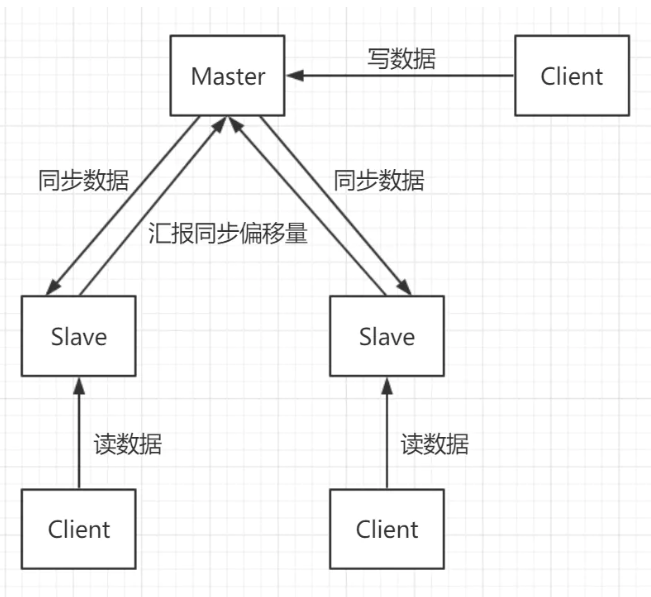 写数据
Master
Client
同步数据
同步数据
汇报同步偏移量
Slave
Slave
读数据
读数据
Client
Client